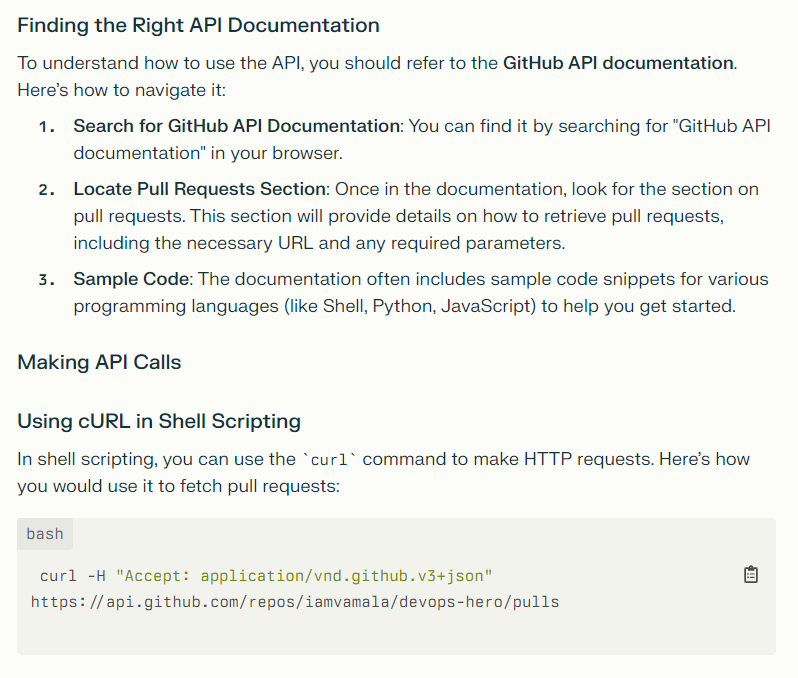 Finding the Right API Documentation
To understand how to use the API, you should refer to the GitHub API documentation.
Here's how to navigate it:
1. Search for GitHub API Documentation: You can find it by searching for "GitHub API
documentation" in your browser.
2. Locate Pull Requests Section: Once in the documentation, look for the section on
pull requests. This section will provide details on how to retrieve pull requests,
including the necessary URL and any required parameters.
3. Sample Code: The documentation often includes sample code snippets for various
programming languages (like Shell, Python, JavaScript) to help you get started.
Making API Calls
Using cURL in Shell Scripting
In shell scripting, you can use the `curl` command to make HTTP requests. Here's how
you would use it to fetch pull requests:
bash
curl -H "Accept: application/vnd.github.v3+json"
https://api.github.com/repos/iamvamala/devops-hero/pulls